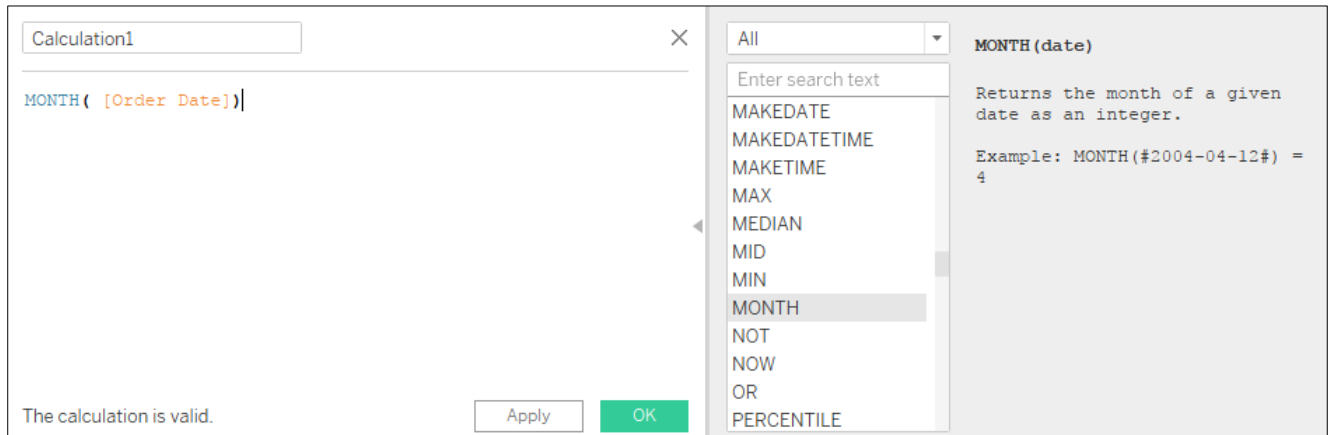 Calculation1
MONTH( [Order Date])
The calculation is valid.
Apply
OK
All
Enter search text
MAKEDATE
MAKEDATETIME
MAKETIME
MAX
MEDIAN
MID
MIN
MONTH
NOT
NOW
OR
PERCENTILE
MONTH(date)
Returns the month of a given
date as an integer.
Example: MONTH(#2004-04-12#) =
4